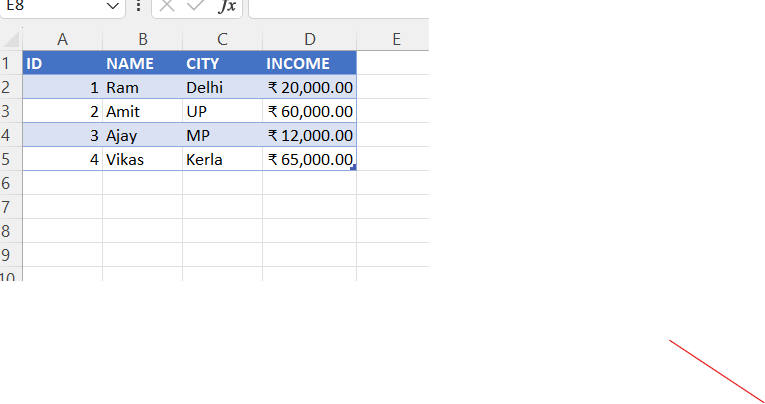 E8 fx
A B C D E
1 ID NAME CITY INCOME
2 1 Ram Delhi ₹ 20,000.00
3 2 Amit UP ₹ 60,000.00
4 3 Ajay MP ₹ 12,000.00
5 4 Vikas Kerla ₹ 65,000.00
6
7
8
9
10